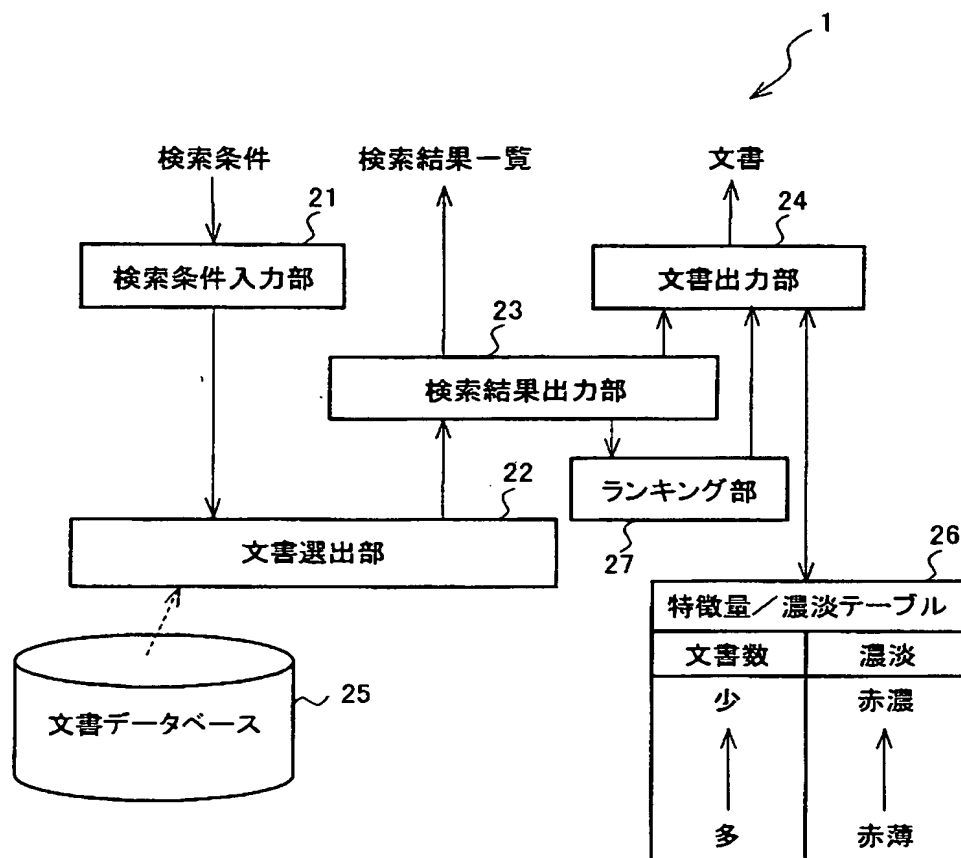 1
検索条件
検索結果一覧
文書
21
24
検索条件入力部
文書出力部
23
検索結果出力部
22
ランキング部
27
文書選出部
26
特徴量／濃淡テーブル
文書数 濃淡
25
文書データベース
少 赤濃
多 赤薄